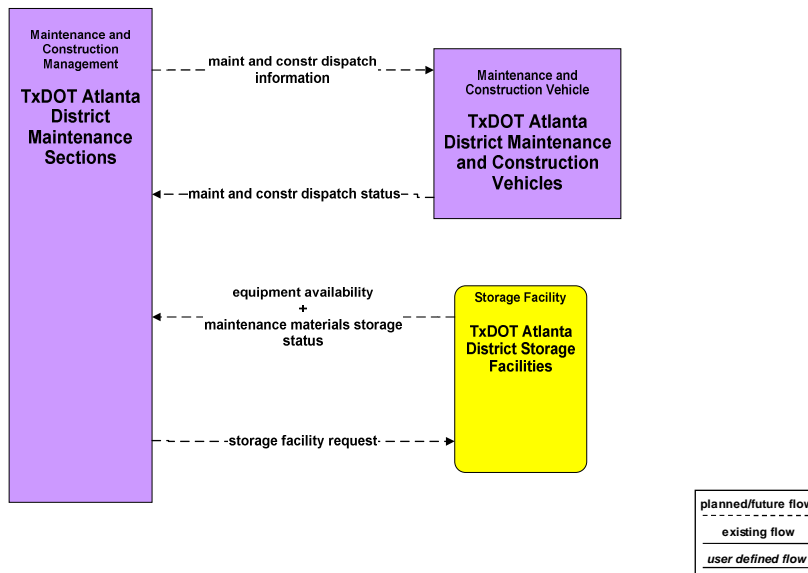 Maintenance and
Construction
Management
TxDOT Atlanta
District
Maintenance
Sections
maint and constr dispatch
information
Maintenance and
Construction Vehicle
TxDOT Atlanta
District Maintenance
and Construction
Vehicles
maint and constr dispatch status
equipment availability
+
maintenance materials storage
status
Storage Facility
TxDOT Atlanta
District Storage
Facilities
storage facility request
planned/future flow
existing flow
user defined flow